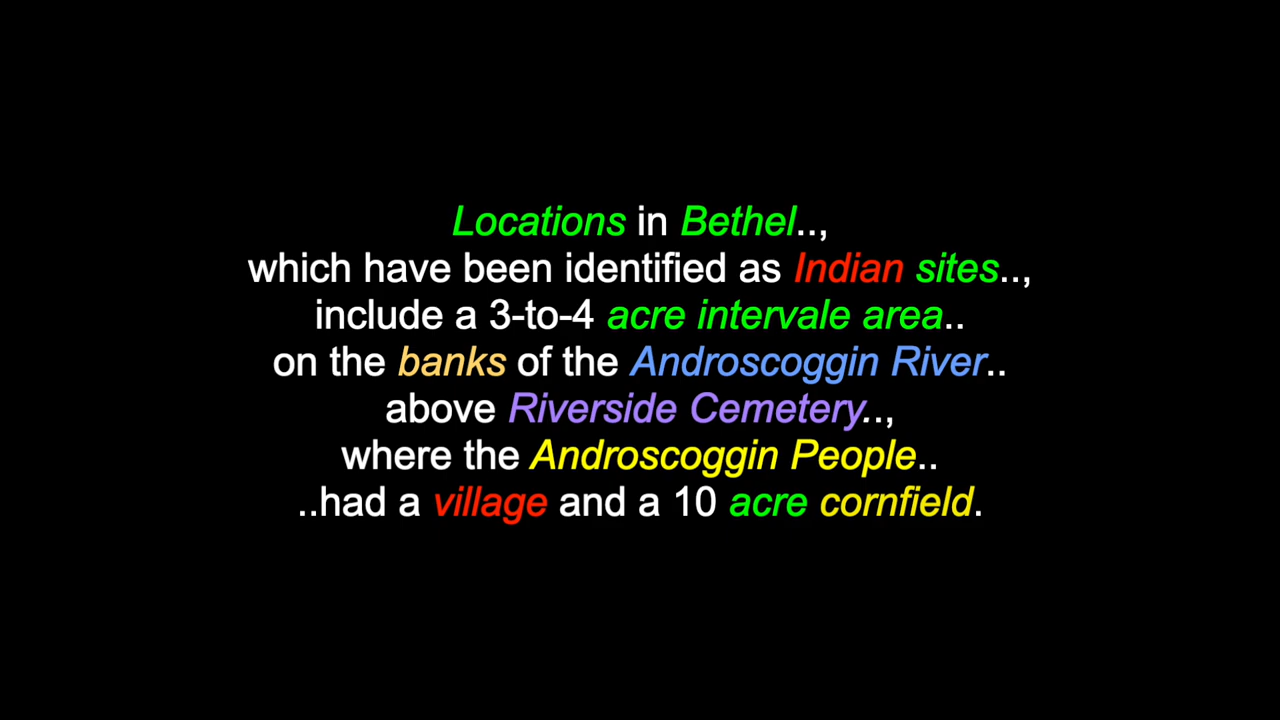 Locations in Bethel..,
which have been identified as Indian sites..,
include a 3-to-4 acre intervale area..
on the banks of the Androscoggin River..
above Riverside Cemetery..,
where the Androscoggin People..
..had a village and a 10 acre cornfield.